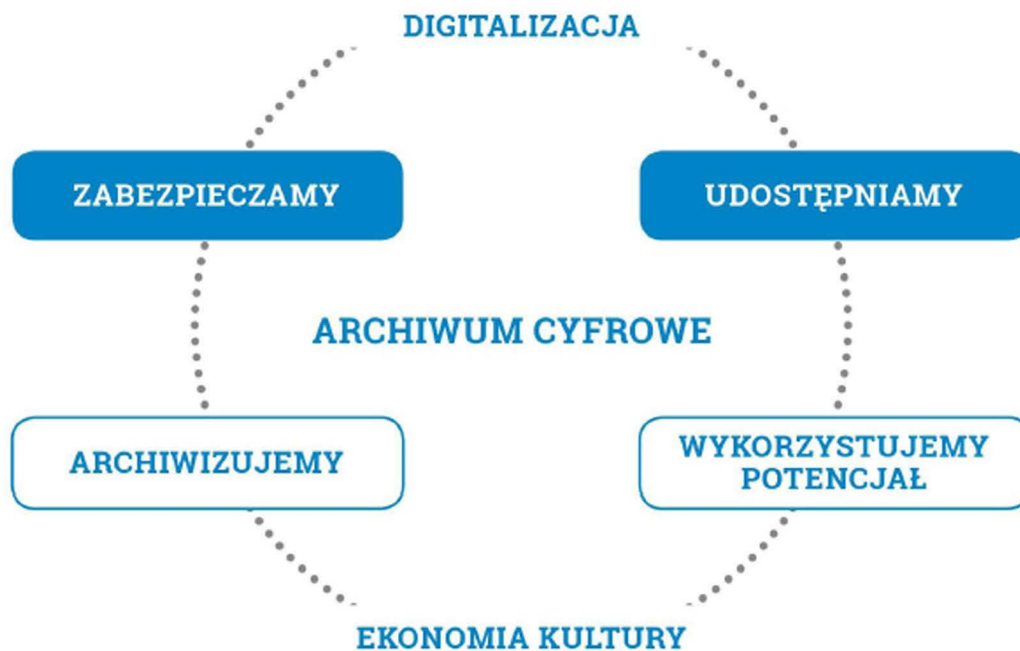 DIGITALIZACJA
ZABEZPIECZAMY
UDOSTĘPNIAMY
ARCHIWUM CYFROWE
ARCHIWIZUJEMY
WYKORZYSTUJEMY
POTENCJAŁ
EKONOMIA KULTURY